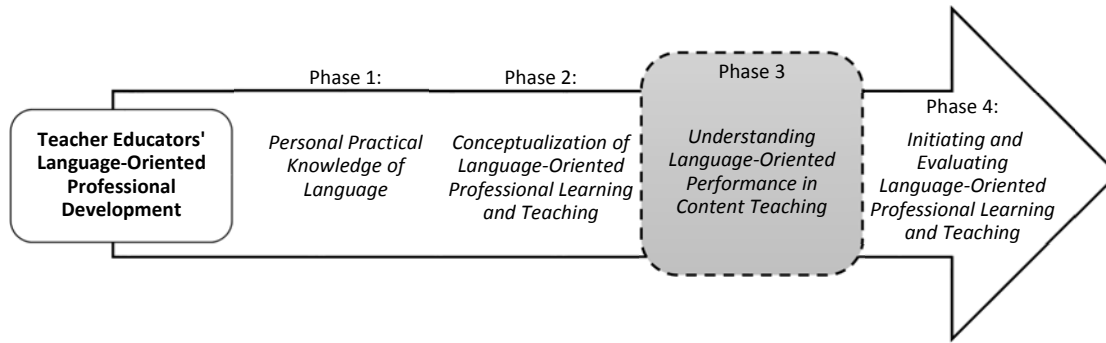 Teacher Educators'
Language-Oriented
Professional
Development
Phase 1:
Personal Practical
Knowledge of
Language
Phase 2:
Conceptualization of
Language-Oriented
Professional Learning
and Teaching
Phase 3
Understanding
Language-Oriented
Performance in
Content Teaching
Phase 4:
Initiating and
Evaluating
Language-Oriented
Professional Learning
and Teaching